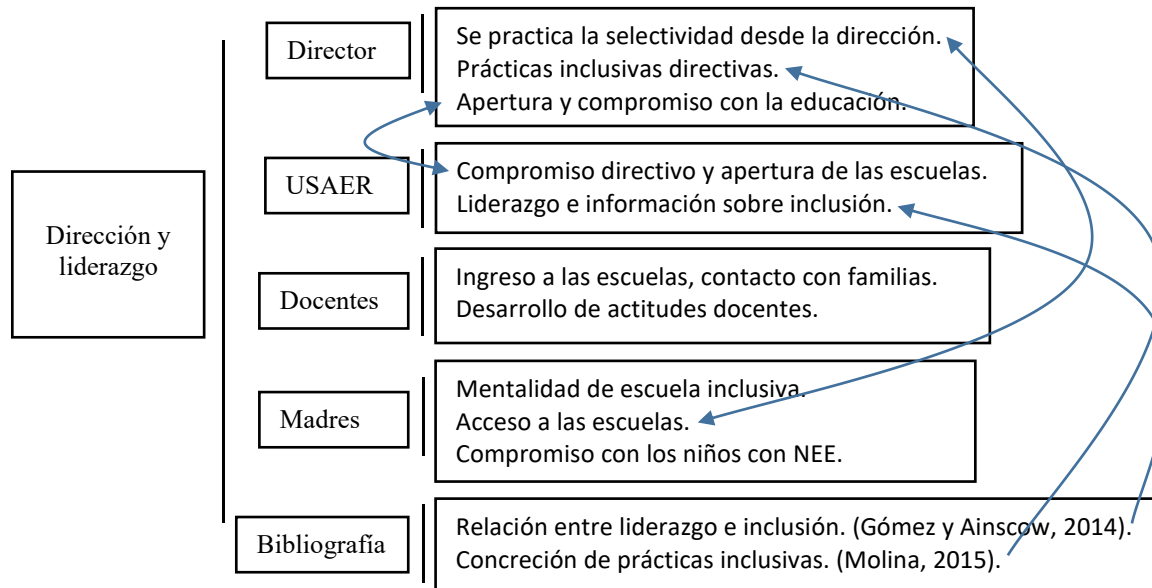 Dirección y
liderazgo
Director
Se practica la selectividad desde la dirección.
Prácticas inclusivas directivas.
Apertura y compromiso con la educación.
USAER
Compromiso directivo y apertura de las escuelas.
Liderazgo e información sobre inclusión.
Docentes
Ingreso a las escuelas, contacto con familias.
Desarrollo de actitudes docentes.
Madres
Mentalidad de escuela inclusiva.
Acceso a las escuelas.
Compromiso con los niños con NEE.
Bibliografía
Relación entre liderazgo e inclusión. (Gómez y Ainscow, 2014).
Concreción de prácticas inclusivas. (Molina, 2015).